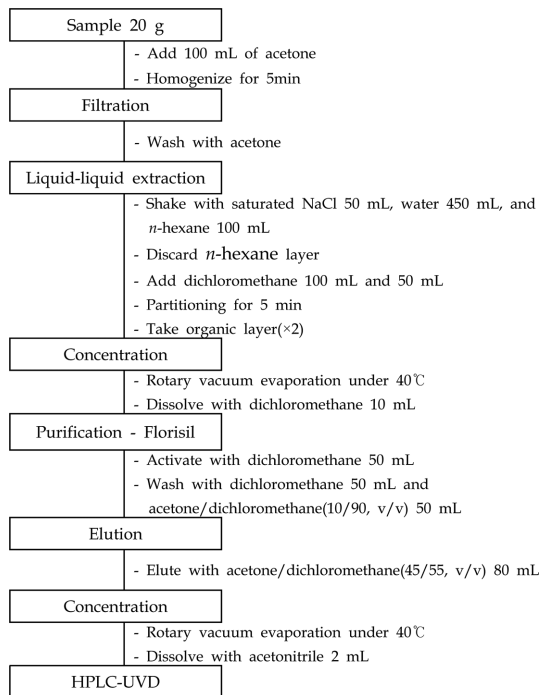 Sample 20 g
- Add 100 mL of acetone
- Homogenize for 5min
Filtration
- Wash with acetone
Liquid-liquid extraction
- Shake with saturated NaCl 50 mL, water 450 mL, and
n-hexane 100 mL
- Discard n-hexane layer
- Add dichloromethane 100 mL and 50 mL
- Partitioning for 5 min
- Take organic layer(×2)
Concentration
- Rotary vacuum evaporation under 40℃
- Dissolve with dichloromethane 10 mL
Purification - Florisil
- Activate with dichloromethane 50 mL
- Wash with dichloromethane 50 mL and
acetone/dichloromethane(10/90, v/v) 50 mL
Elution
- Elute with acetone/dichloromethane(45/55, v/v) 80 mL
Concentration
- Rotary vacuum evaporation under 40℃
- Dissolve with acetonitrile 2 mL
HPLC-UVD